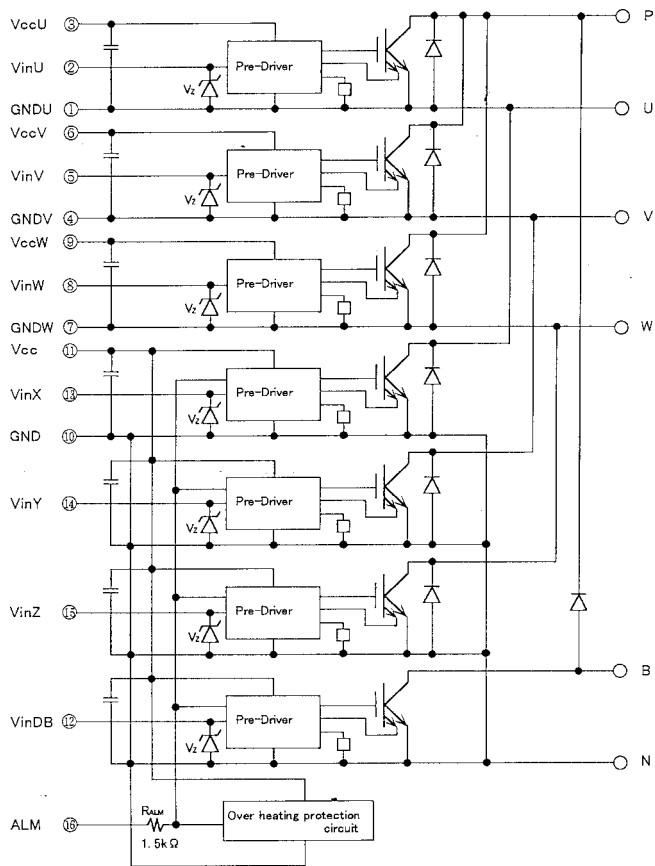 VccU ③ P
VinU ② Pre-Driver
Vz
GNDU ① U
VccV ⑥
VinV ⑤ Pre-Driver
Vz
GNDV ④ V
VccW ⑨
VinW ⑧ Pre-Driver
Vz
GNDW ⑦ W
Vcc ⑪
VinX ⑬ Pre-Driver
Vz
GND ⑩
VinY ⑭ Pre-Driver
Vz
VinZ ⑮ Pre-Driver
Vz
B
VinDB ⑫ Pre-Driver
Vz
N
RALM Over heating protection
ALM ⑯ circuit
1.5kΩ